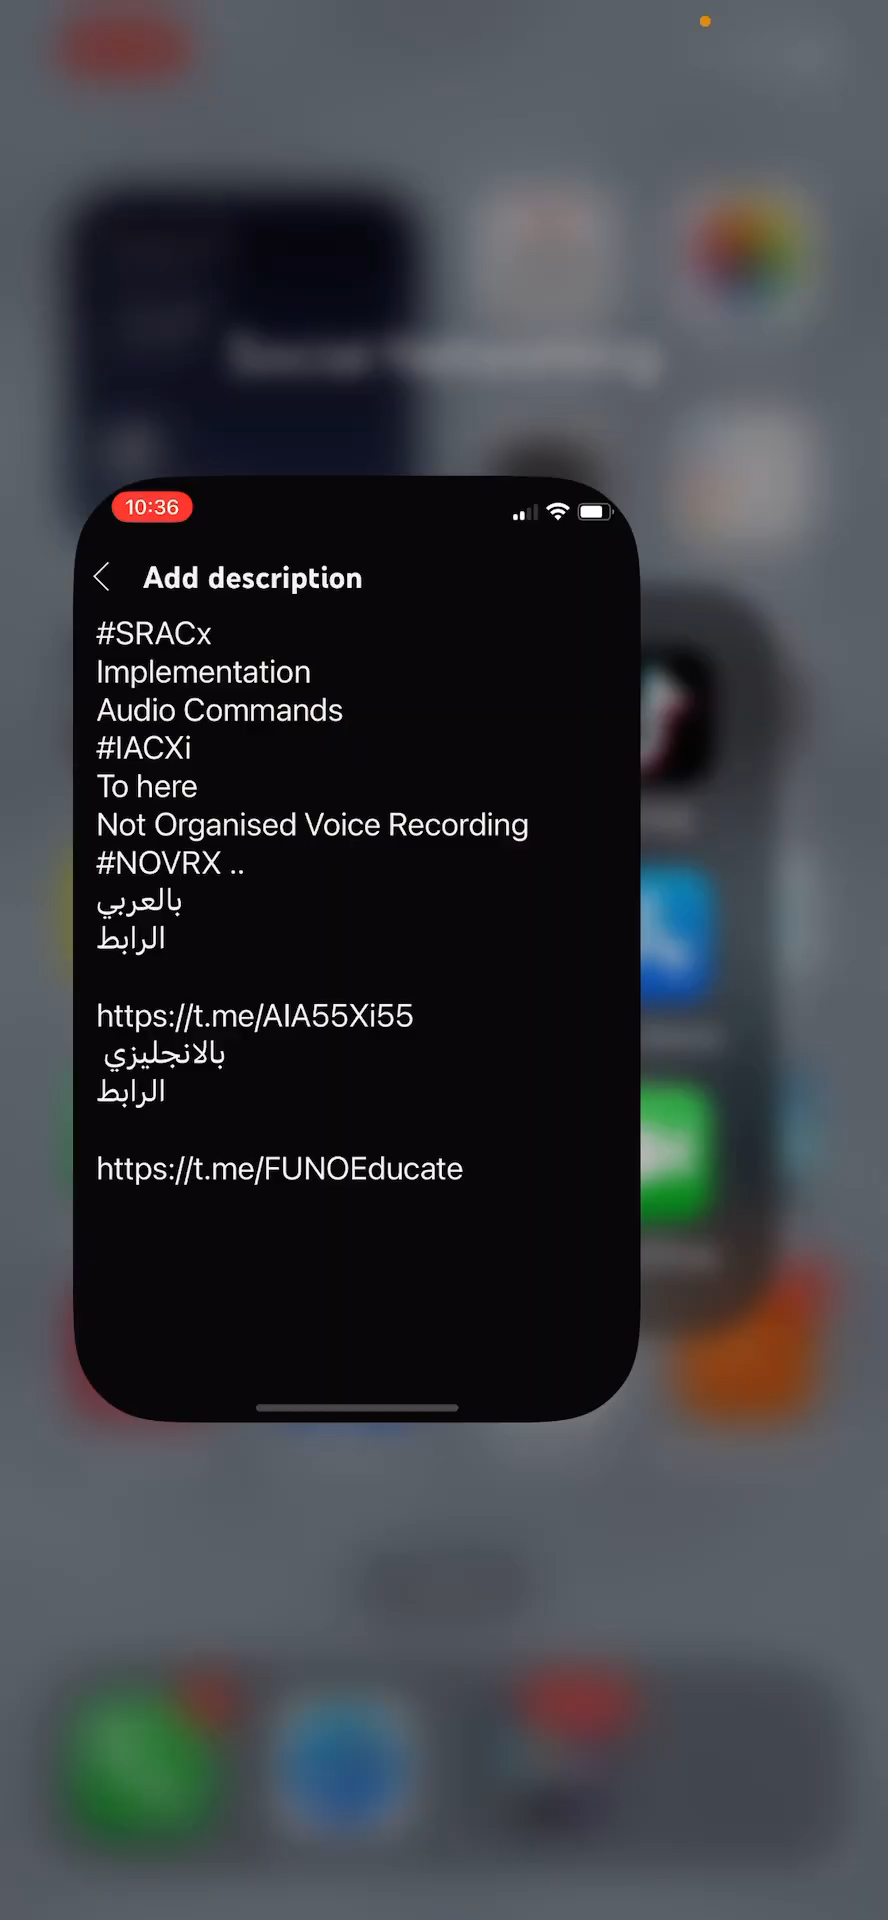 10:36
Add description
#SRACx
Implementation
Audio Commands
#IACXi
To here
Not Organised Voice Recording
#NOVRX ..
بالعربي
الرابط
https://t.me/AIA55Xi55
بالانجليزي
الرابط
https://t.me/FUNOEducate